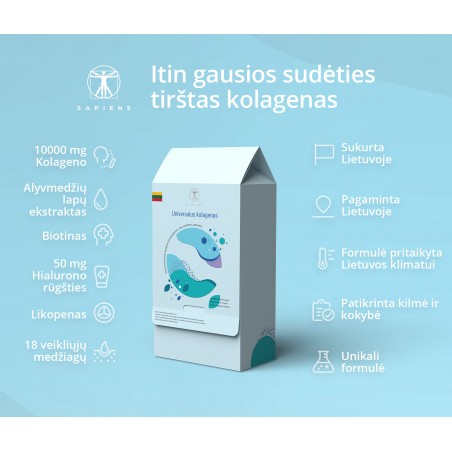 Itin gausios sudėties
tirštas kolagenas
SAPIENS
10000 mg
Kolageno
Alyvmedžių
lapų
ekstraktas
Biotinas
50 mg
Hialurono
rūgšties
Likopenas
18 veikliųjų
medžiagų
Universalus kolagenas
Sukurta
Lietuvoje
Pagaminta
Lietuvoje
Formulė pritaikyta
Lietuvos klimatui
Patikrinta kilmė ir
kokybė
Unikali
formulė